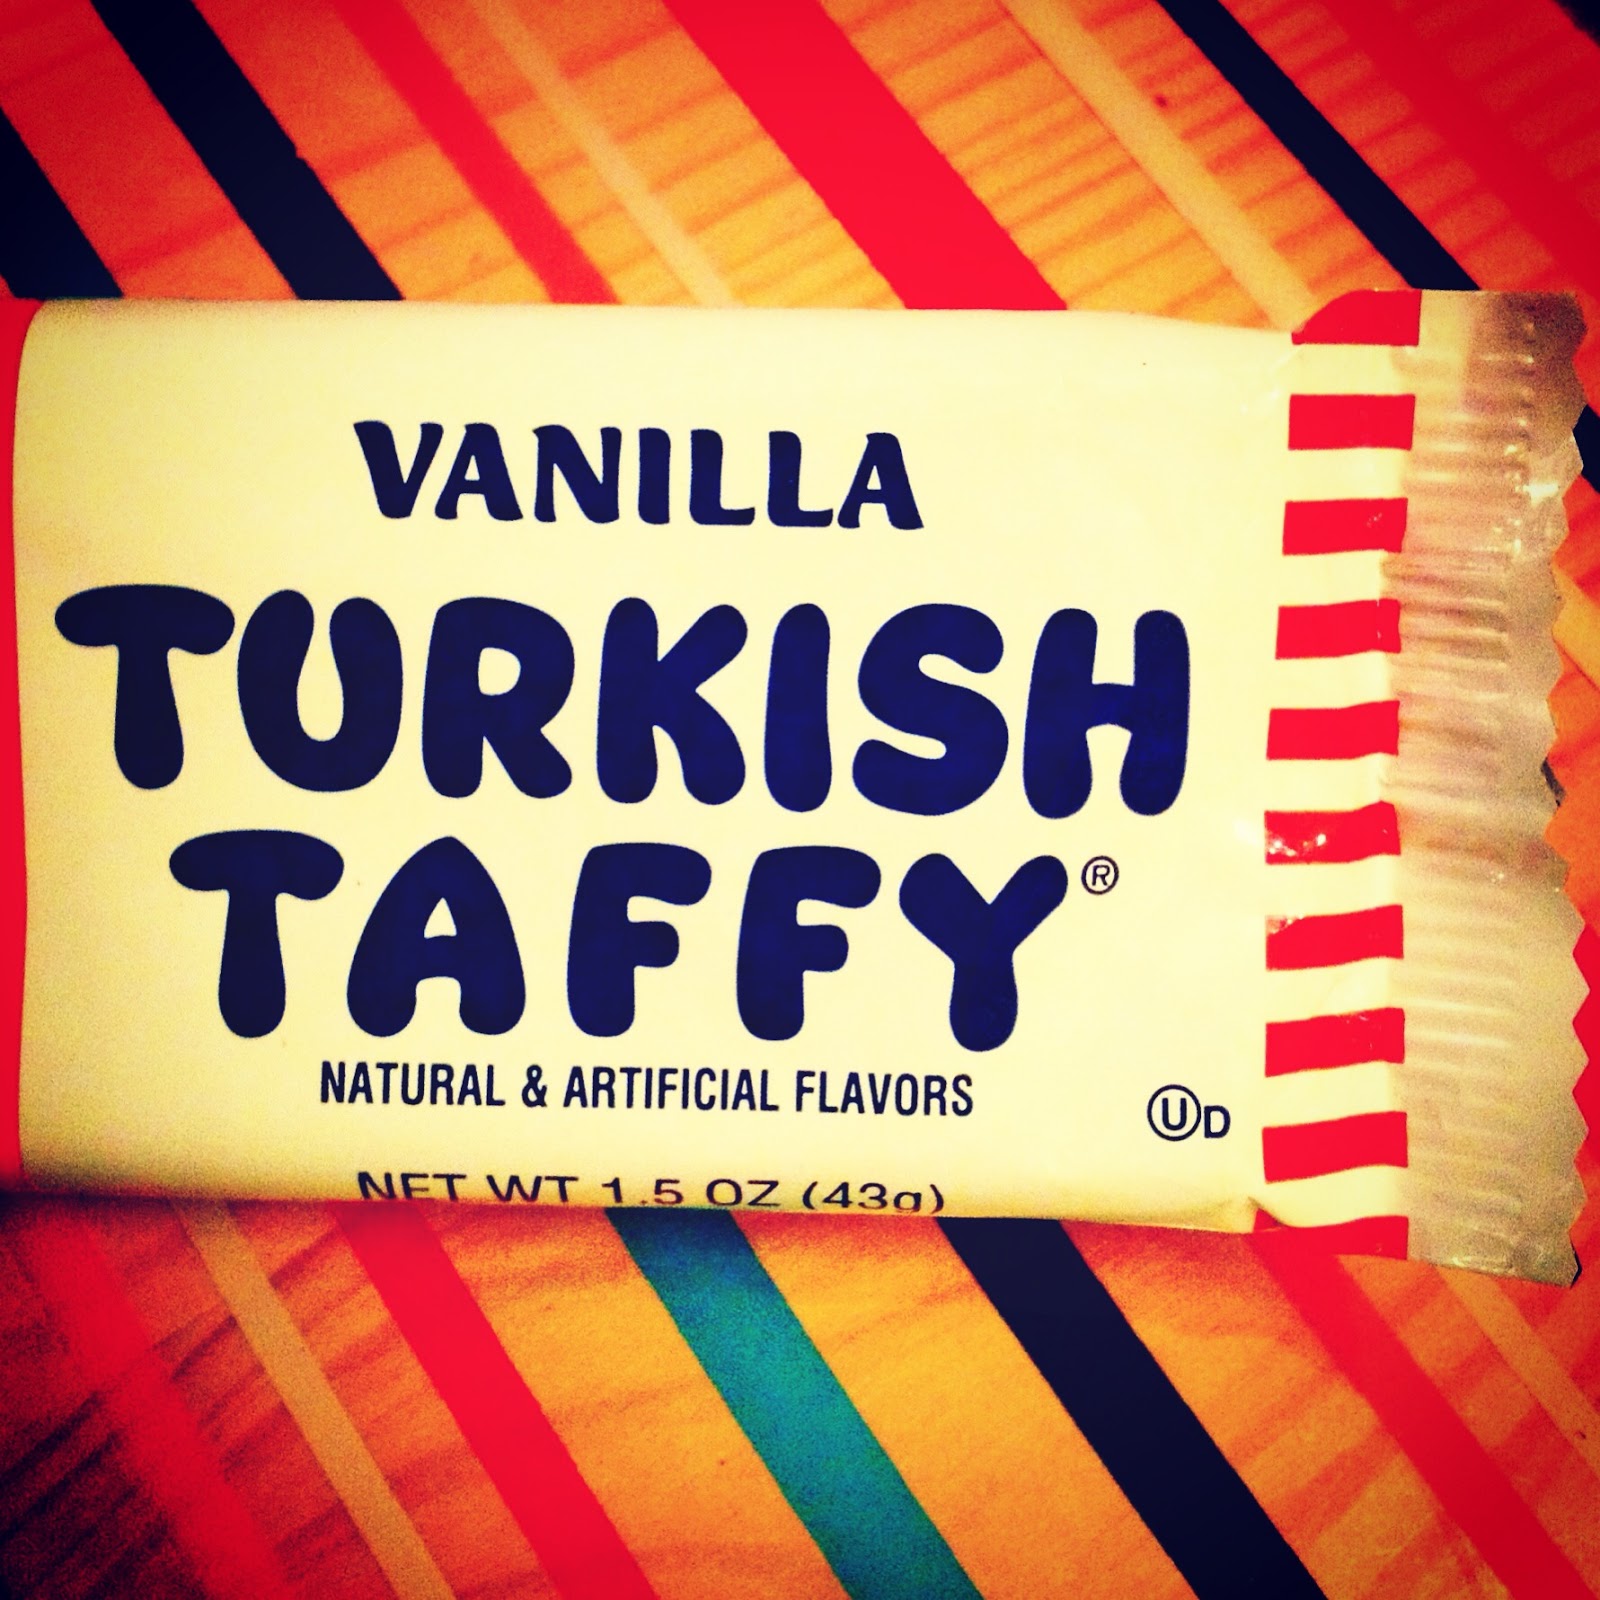 VANILLA
TURKISH
TAFFY®
NATURAL & ARTIFICIAL FLAVORS
ⓊD
NET WT 1.5 OZ (43g)